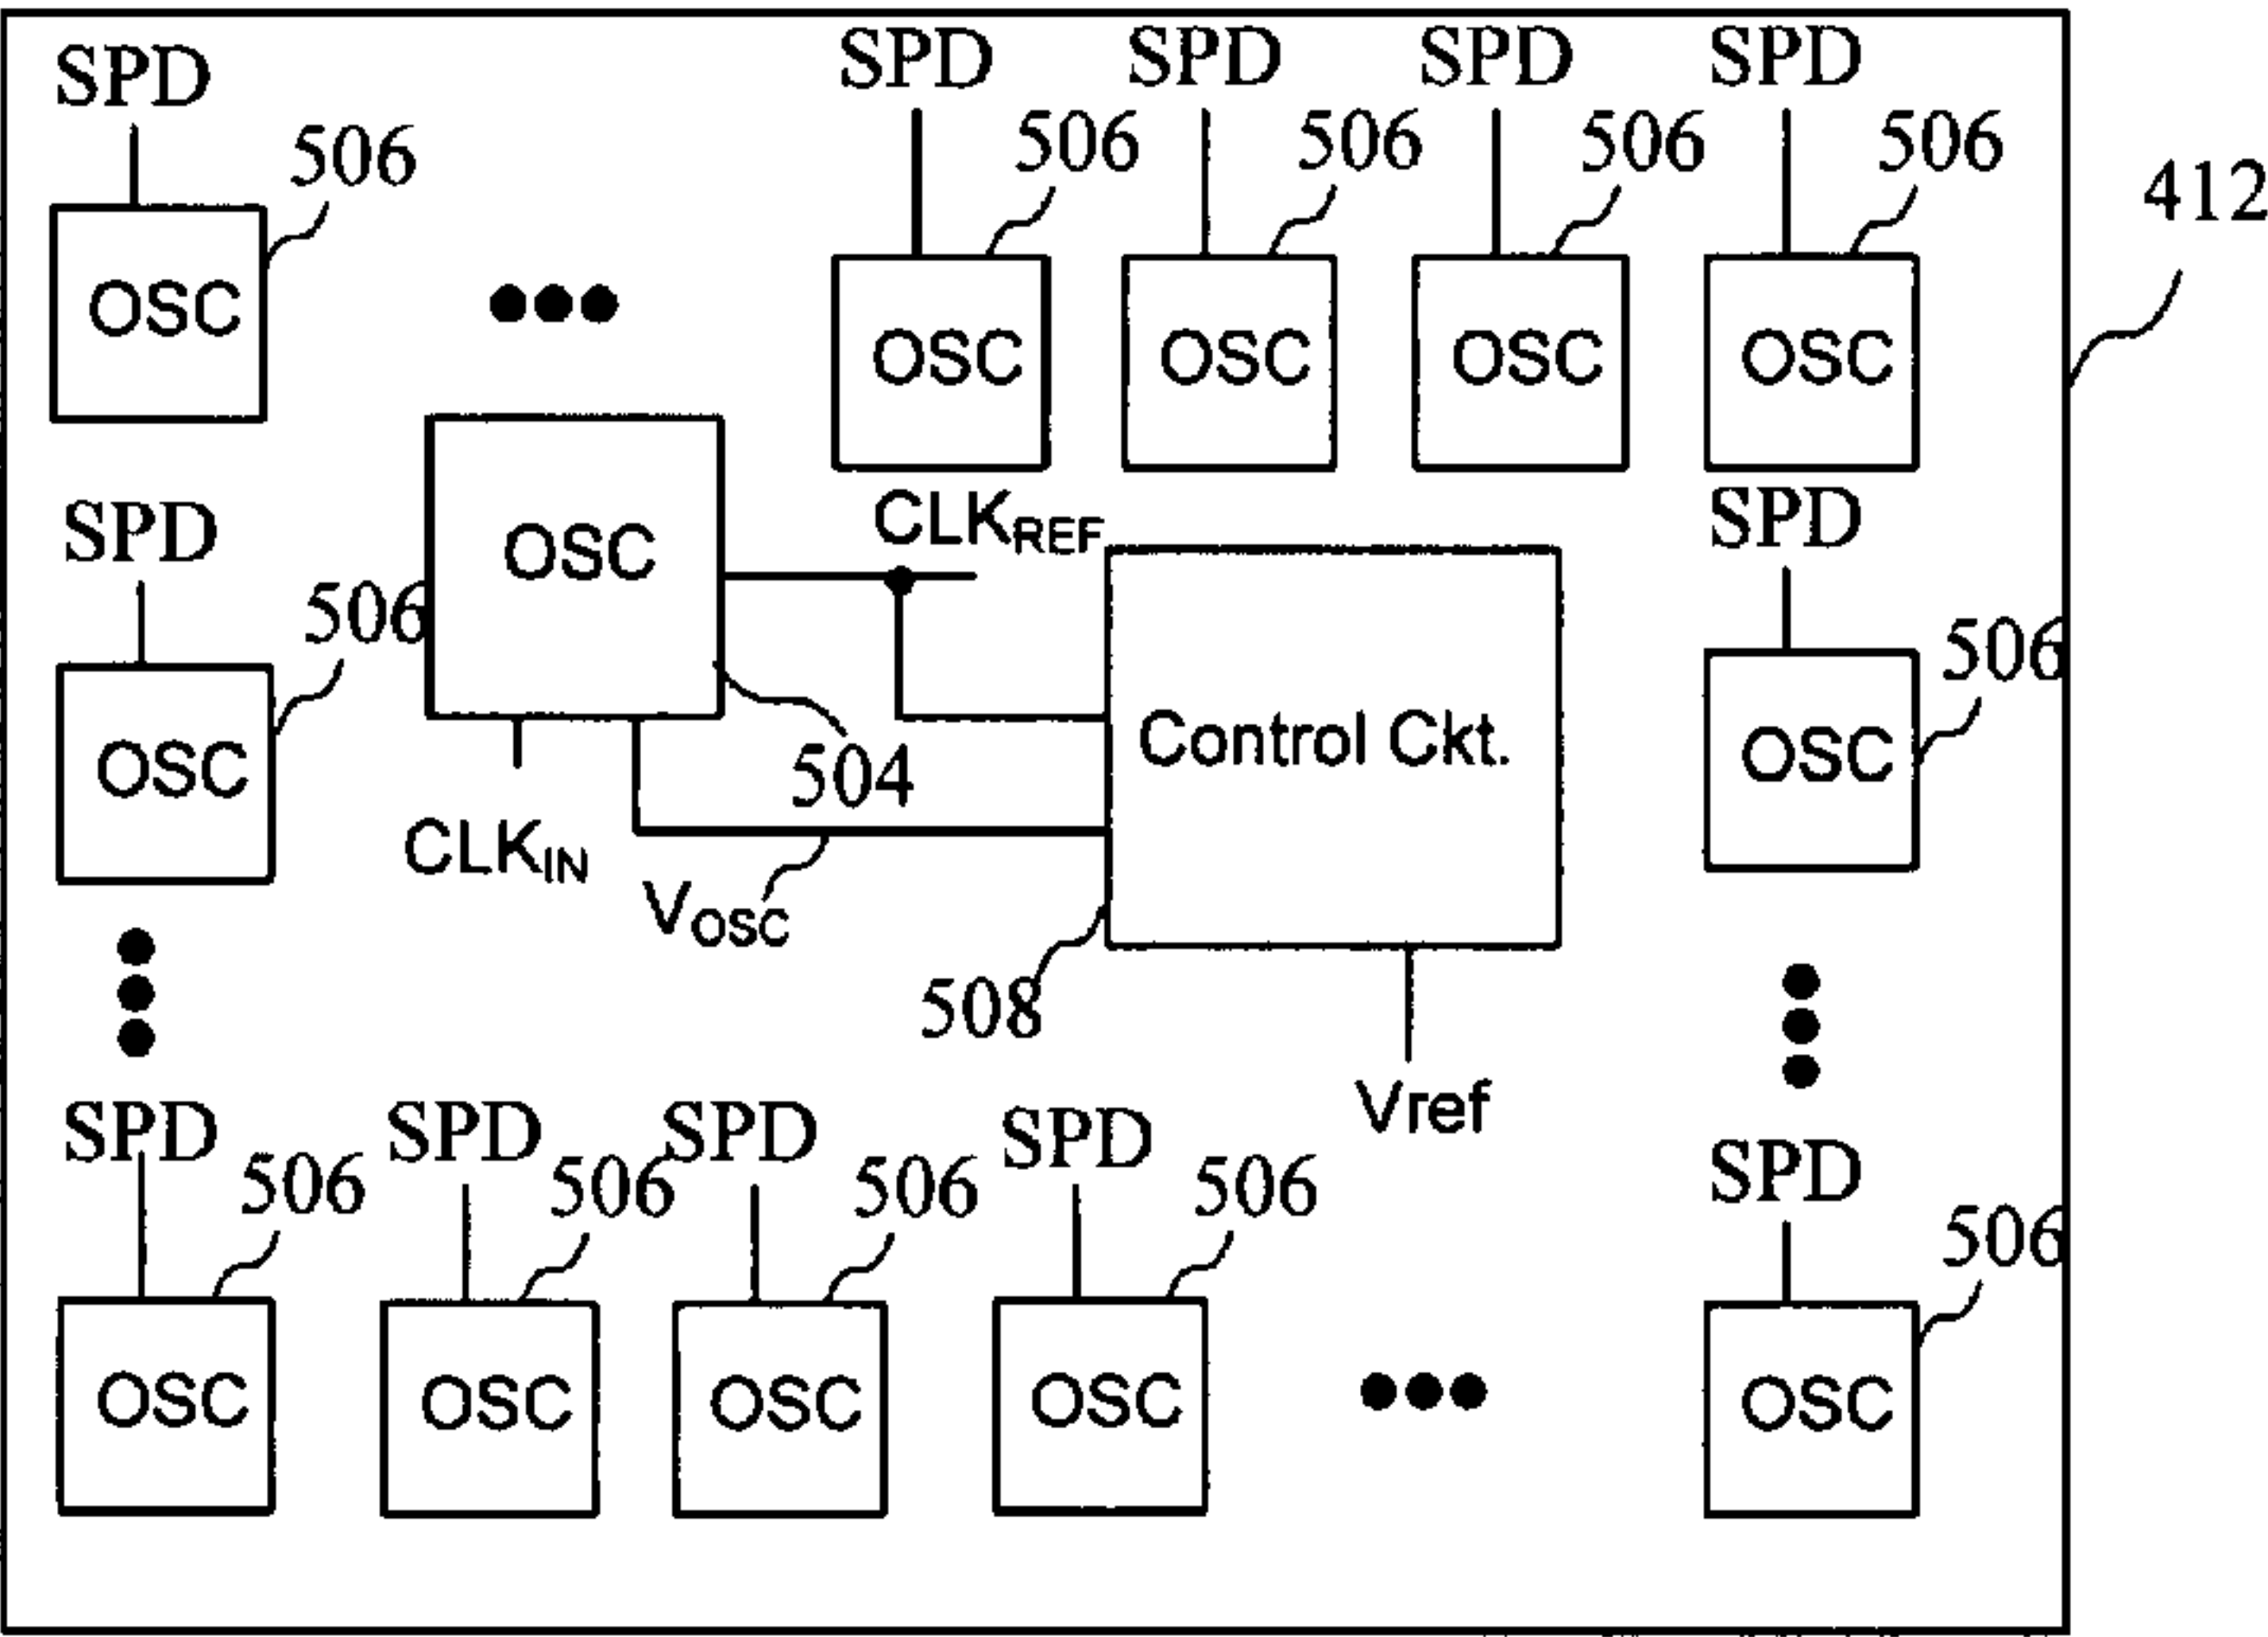 SPD SPD SPD SPD SPD
506 506 506 506 506
412
OSC OSC OSC OSC OSC
SPD CLKREF SPD
OSC
506 506
OSC Control Ckt. OSC
504
CLKIN
VOSC
508
Vref
SPD SPD SPD SPD SPD
506 506 506 506 506
OSC OSC OSC OSC OSC